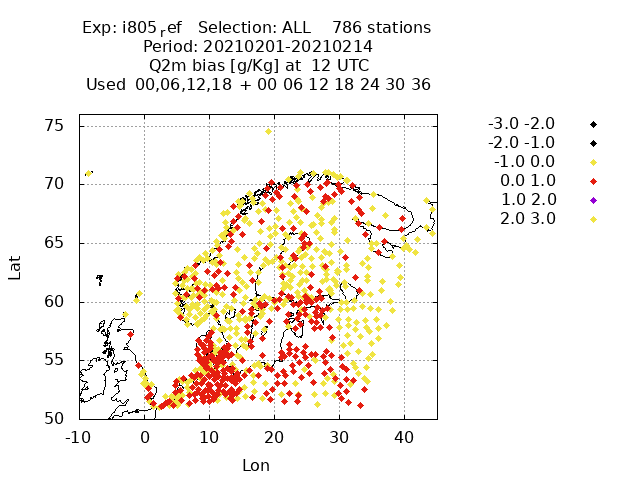 Exp: i805ref Selection: ALL 786 stations
Period: 20210201-20210214
Q2m bias [g/Kg] at 12 UTC
Used 00,06,12,18 + 00 06 12 18 24 30 36
-3.0 -2.0
-2.0 -1.0
-1.0 0.0
0.0 1.0
1.0 2.0
2.0 3.0
75
70
65
60
55
50
Lat
-10 0 10 20 30 40
Lon